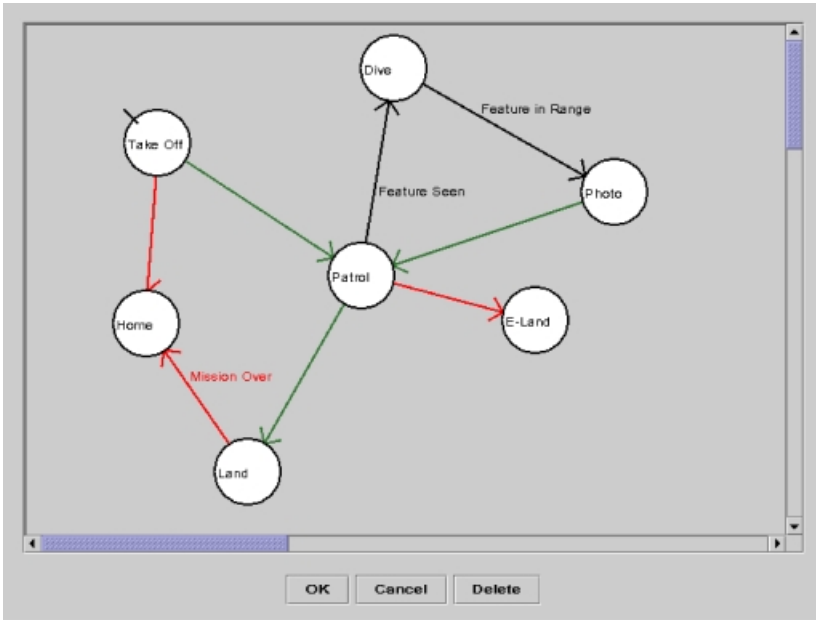 Dive
Feature in Range
Take Off
Feature Seen
Photo
Patrol
Home
E-Land
Mission Over
Land
OK Cancel Delete